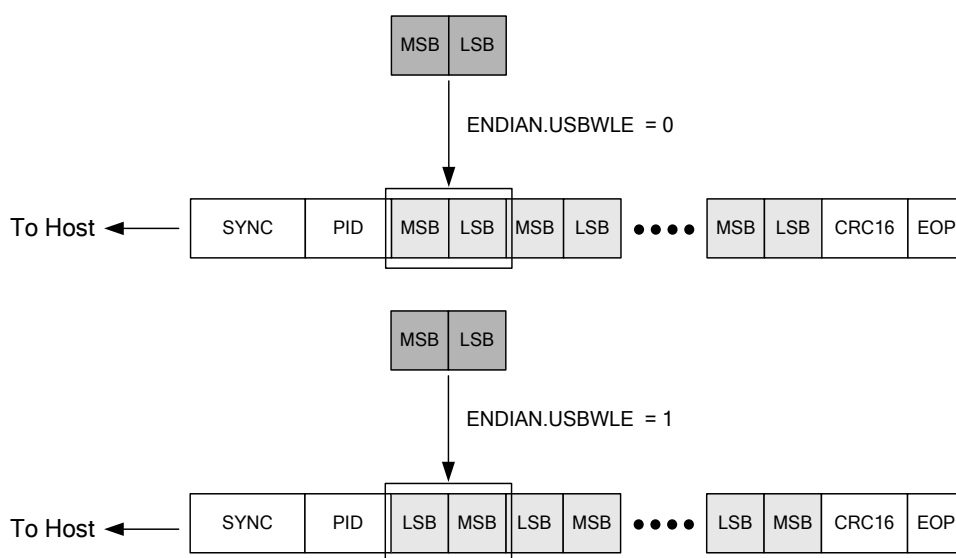 MSB LSB
ENDIAN.USBWLE = 0
To Host SYNC PID MSB LSB MSB LSB MSB LSB CRC16 EOP
MSB LSB
ENDIAN.USBWLE = 1
To Host SYNC PID LSB MSB LSB MSB LSB MSB CRC16 EOP